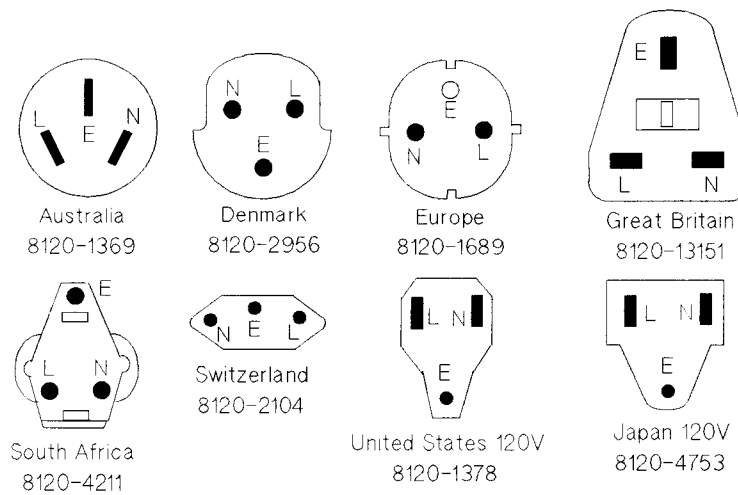 L
E
N
Australia
8120-1369
N
L
E
Denmark
8120-2956
E
N
L
Europe
8120-1689
E
L
N
Great Britain
8120-13151
E
L
N
South Africa
8120-4211
N
E
L
Switzerland
8120-2104
L
N
E
United States 120V
8120-1378
L
N
E
Japan 120V
8120-4753